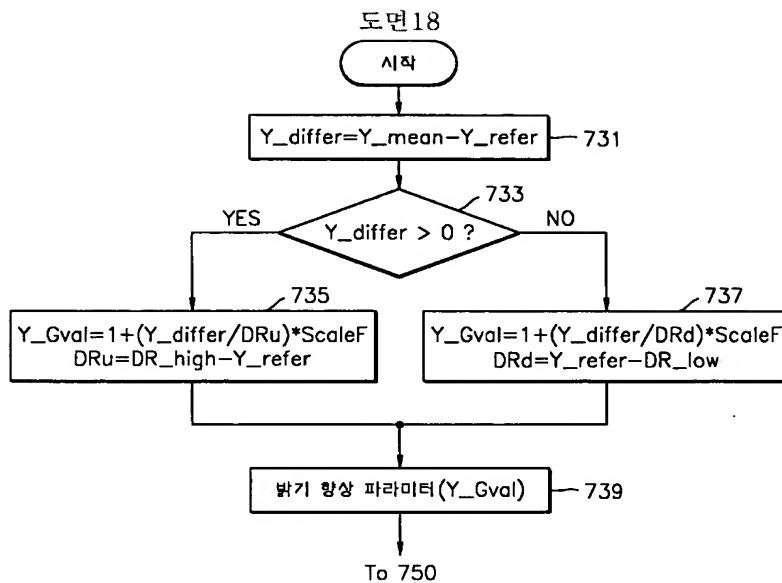 도면18
시작
Y_differ=Y_mean-Y_refer
731
733
YES
Y_differ > 0 ?
NO
735
737
Y_Gval=1+(Y_differ/DRu)*ScaleF
DRu=DR_high-Y_refer
Y_Gval=1+(Y_differ/DRd)*ScaleF
DRd=Y_refer-DR_low
밝기 향상 파라미터(Y_Gval)
739
To 750